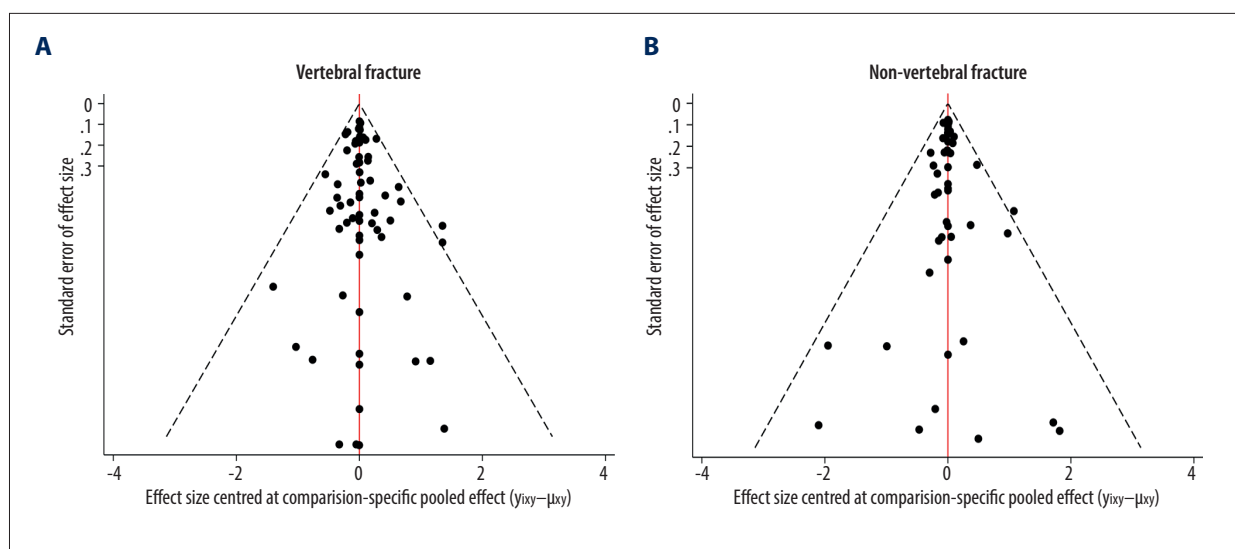 A
Vertebral fracture
Standard error of effect size
0
.1
.2
.3
-4
-2
0
2
4
Effect size centred at comparision-specific pooled effect (yixy–μxy)
B
Non-vertebral fracture
Standard error of effect size
0
.1
.2
.3
-4
-2
0
2
4
Effect size centred at comparision-specific pooled effect (yixy–μxy)